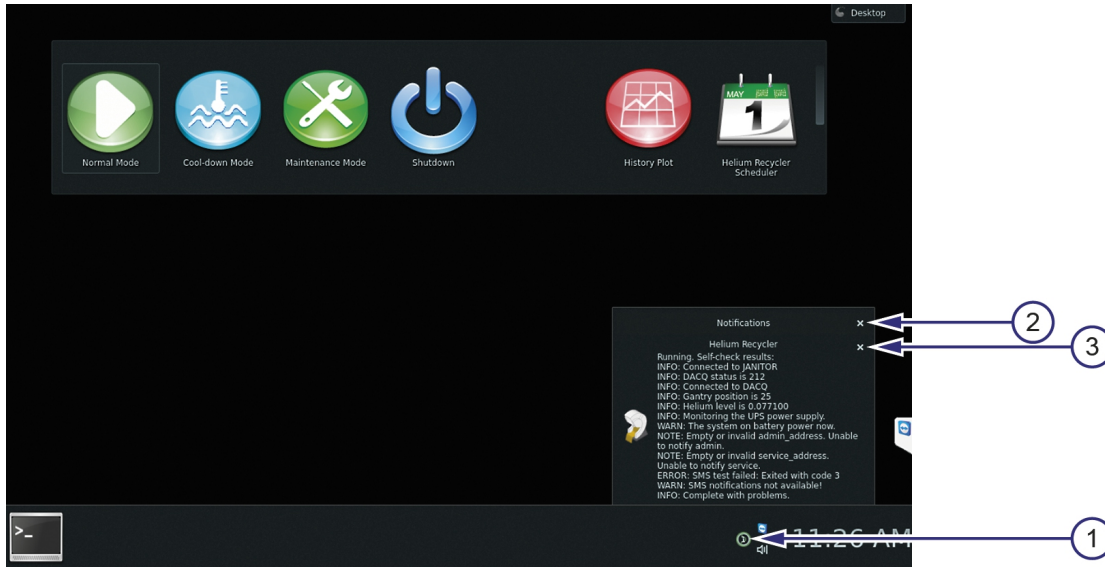 Desktop
MAY
1
Normal Mode
Cool-down Mode
Maintenance Mode
Shutdown
History Plot
Helium Recycler
Scheduler
Notifications
2
Helium Recycler
3
Running. Self-check results:
INFO: Connected to JANITOR
INFO: DACQ status is 212
INFO: Connected to DACQ
INFO: Gantry position is 25
INFO: Helium level is 0.077100
INFO: Monitoring the UPS power supply.
WARN: The system on battery power now.
NOTE: Empty or invalid admin_address. Unable
to notify admin.
NOTE: Empty or invalid service_address.
Unable to notify service.
ERROR: SMS test failed: Exited with code 3
WARN: SMS notifications not available!
INFO: Complete with problems.
>_
11:26 AM
1